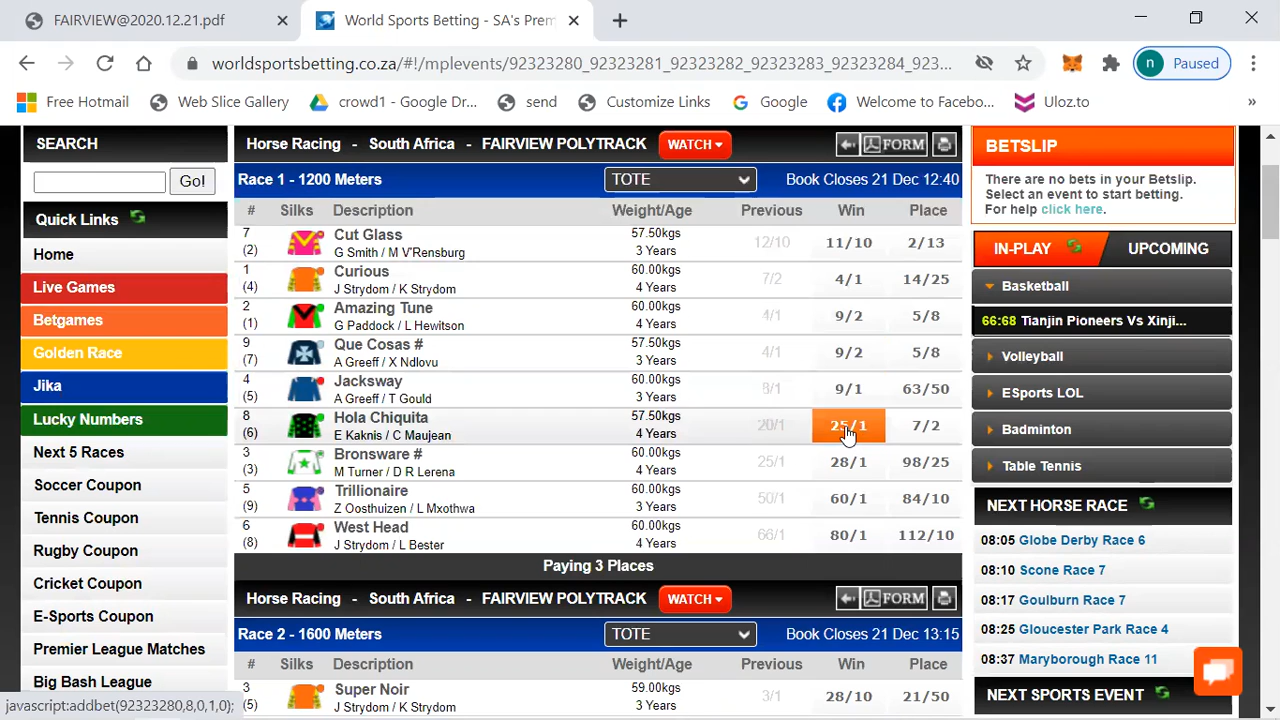 FAIRVIEW@2020.12.21.pdf
World Sports Betting - SA's Prem
worldsportsbetting.co.za/#!/mplevents/92323280_92323281_92323282_92323283_92323284_923...
n Paused
Free Hotmail
Web Slice Gallery
crowd1 - Google Dr...
send
Customize Links
Google
Welcome to Facebo...
Uloz.to
»
SEARCH
Go!
Quick Links
Home
Live Games
Betgames
Golden Race
Jika
Lucky Numbers
Next 5 Races
Soccer Coupon
Tennis Coupon
Rugby Coupon
Cricket Coupon
E-Sports Coupon
Premier League Matches
Big Bash League
javascript:addbet(92323280,8,0,1,0);
Horse Racing - South Africa - FAIRVIEW POLYTRACK WATCH FORM
Race 1 - 1200 Meters TOTE Book Closes 21 Dec 12:40
# Silks Description Weight/Age Previous Win Place
7 Cut Glass 57.50kgs 12/10 11/10 2/13
(2) G Smith / M V'Rensburg 3 Years
1 Curious 60.00kgs 7/2 4/1 14/25
(4) J Strydom / K Strydom 4 Years
2 Amazing Tune 60.00kgs 4/1 9/2 5/8
(1) G Paddock / L Hewitson 4 Years
9 Que Cosas # 57.50kgs 4/1 9/2 5/8
(7) A Greeff / X Ndlovu 3 Years
4 Jacksway 60.00kgs 8/1 9/1 63/50
(5) A Greeff / T Gould 3 Years
8 Hola Chiquita 57.50kgs 20/1 25/1 7/2
(6) E Kaknis / C Maujean 4 Years
3 Bronsware # 60.00kgs 25/1 28/1 98/25
(3) M Turner / D R Lerena 4 Years
5 Trillionaire 60.00kgs 50/1 60/1 84/10
(9) Z Oosthuizen / L Mxothwa 3 Years
6 West Head 60.00kgs 66/1 80/1 112/10
(8) J Strydom / L Bester 4 Years
Paying 3 Places
Horse Racing - South Africa - FAIRVIEW POLYTRACK WATCH FORM
Race 2 - 1600 Meters TOTE Book Closes 21 Dec 13:15
# Silks Description Weight/Age Previous Win Place
3 Super Noir 59.00kgs 3/1 28/10 21/50
(5) J Strydom / K Strydom 4 Years
BETSLIP
There are no bets in your Betslip.
Select an event to start betting.
For help click here.
IN-PLAY UPCOMING
Basketball
66:68 Tianjin Pioneers Vs Xinji...
Volleyball
ESports LOL
Badminton
Table Tennis
NEXT HORSE RACE
08:05 Globe Derby Race 6
08:10 Scone Race 7
08:17 Goulburn Race 7
08:25 Gloucester Park Race 4
08:37 Maryborough Race 11
NEXT SPORTS EVENT